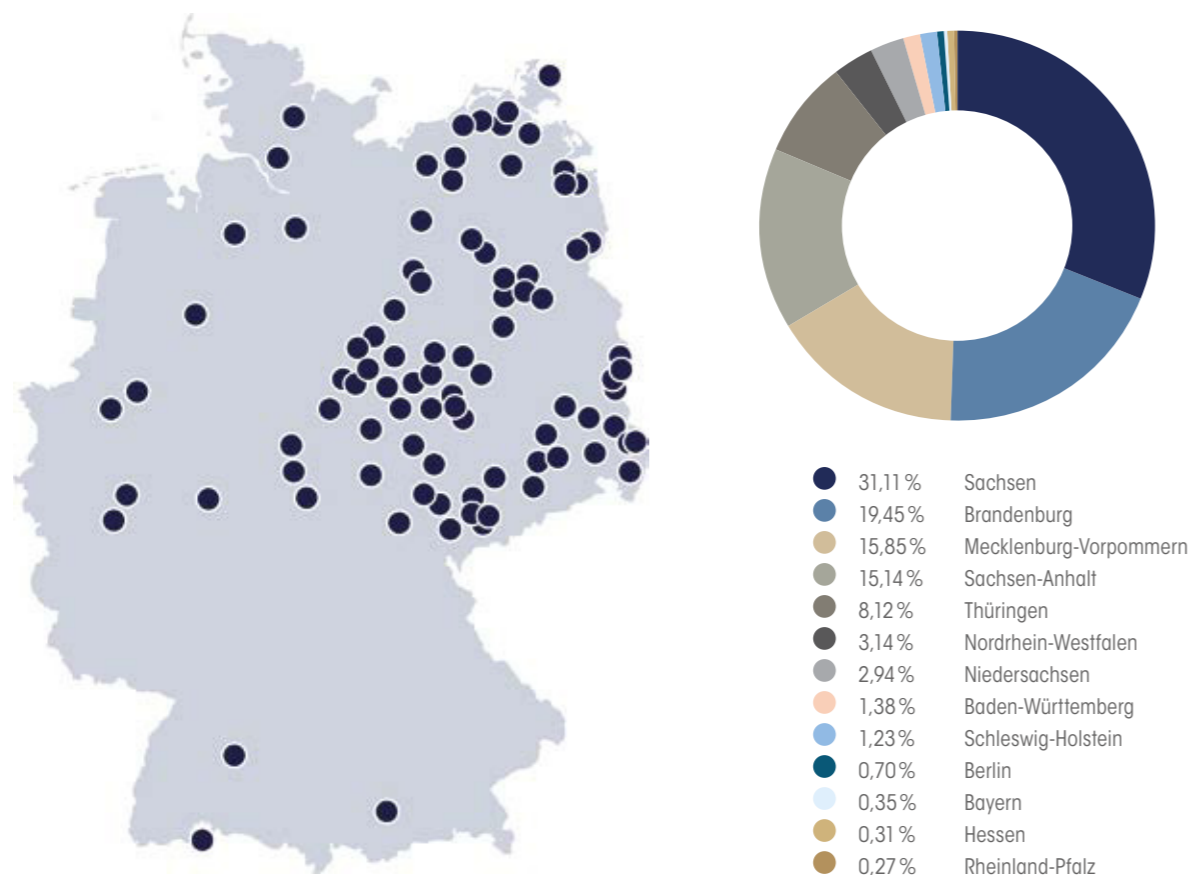 31,11 % Sachsen
19,45 % Brandenburg
15,85 % Mecklenburg-Vorpommern
15,14 % Sachsen-Anhalt
8,12 % Thüringen
3,14 % Nordrhein-Westfalen
2,94 % Niedersachsen
1,38 % Baden-Württemberg
1,23 % Schleswig-Holstein
0,70 % Berlin
0,35 % Bayern
0,31 % Hessen
0,27 % Rheinland-Pfalz